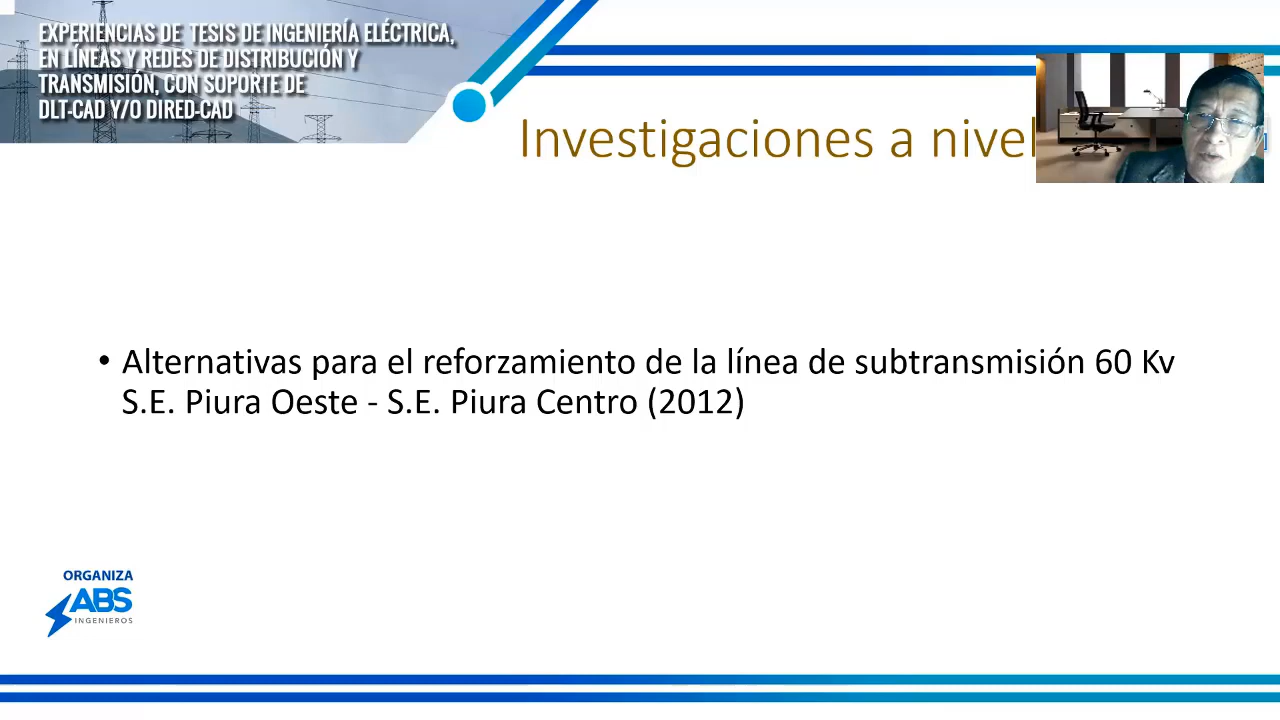 EXPERIENCIAS DE TESIS DE INGENIERÍA ELÉCTRICA,
EN LÍNEAS Y REDES DE DISTRIBUCIÓN Y
TRANSMISIÓN, CON SOPORTE DE
DLT-CAD Y/O DIRED-CAD
Investigaciones a nivel
• Alternativas para el reforzamiento de la línea de subtransmisión 60 Kv
S.E. Piura Oeste - S.E. Piura Centro (2012)
ORGANIZA
ABS
INGENIEROS